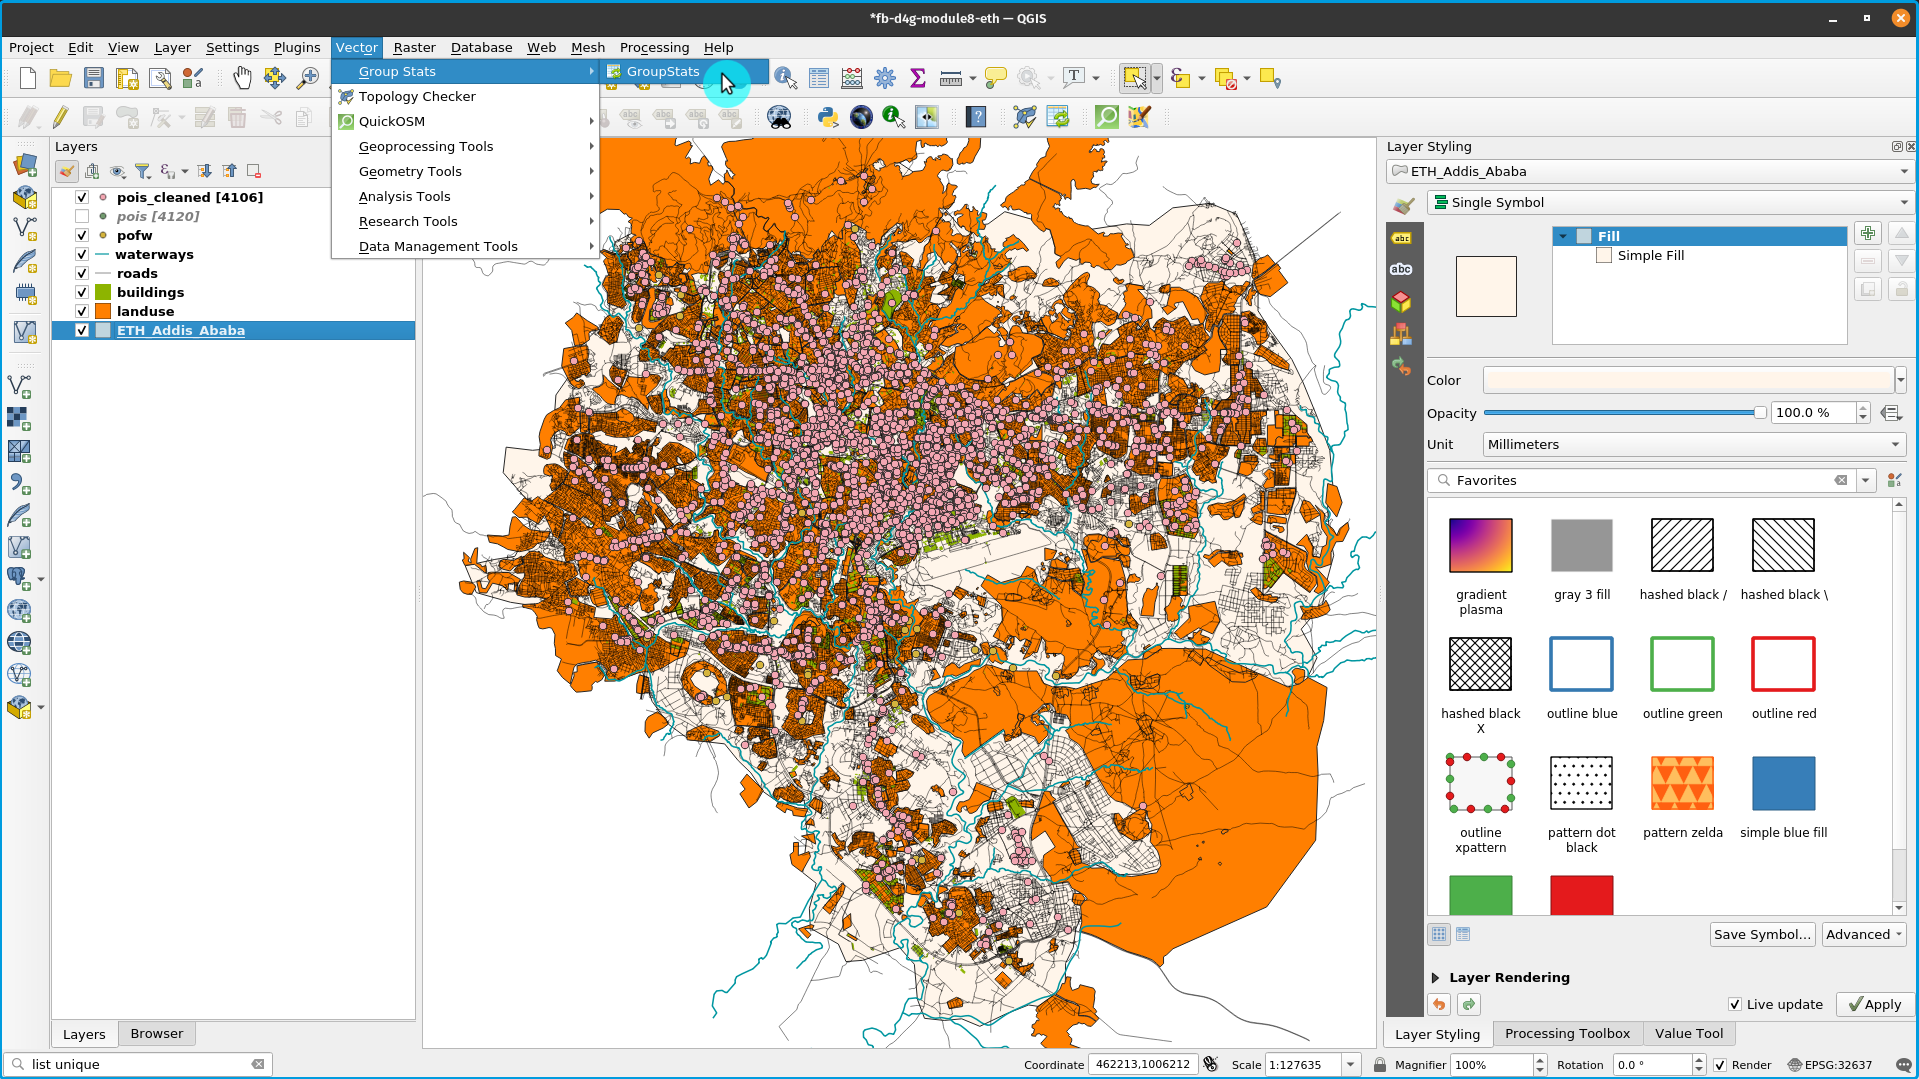 *fb-d4g-module8-eth — QGIS
Project Edit View Layer Settings Plugins Vector Raster Database Web Mesh Processing Help
Group Stats
GroupStats
Topology Checker
QuickOSM
Geoprocessing Tools
Geometry Tools
Analysis Tools
Research Tools
Data Management Tools
Layers
pois_cleaned [4106]
pois [4120]
pofw
waterways
roads
buildings
landuse
ETH_Addis_Ababa
Layers Browser
list unique
Layer Styling
ETH_Addis_Ababa
Single Symbol
abc
abc
Fill
Simple Fill
Color
Opacity 100.0 %
Unit Millimeters
Favorites
gradient plasma
gray 3 fill
hashed black /
hashed black \
hashed black X
outline blue
outline green
outline red
outline xpattern
pattern dot black
pattern zelda
simple blue fill
Save Symbol... Advanced
Layer Rendering
Live update Apply
Layer Styling Processing Toolbox Value Tool
Coordinate 462213,1006212 Scale 1:127635 Magnifier 100% Rotation 0.0 ° Render EPSG:32637